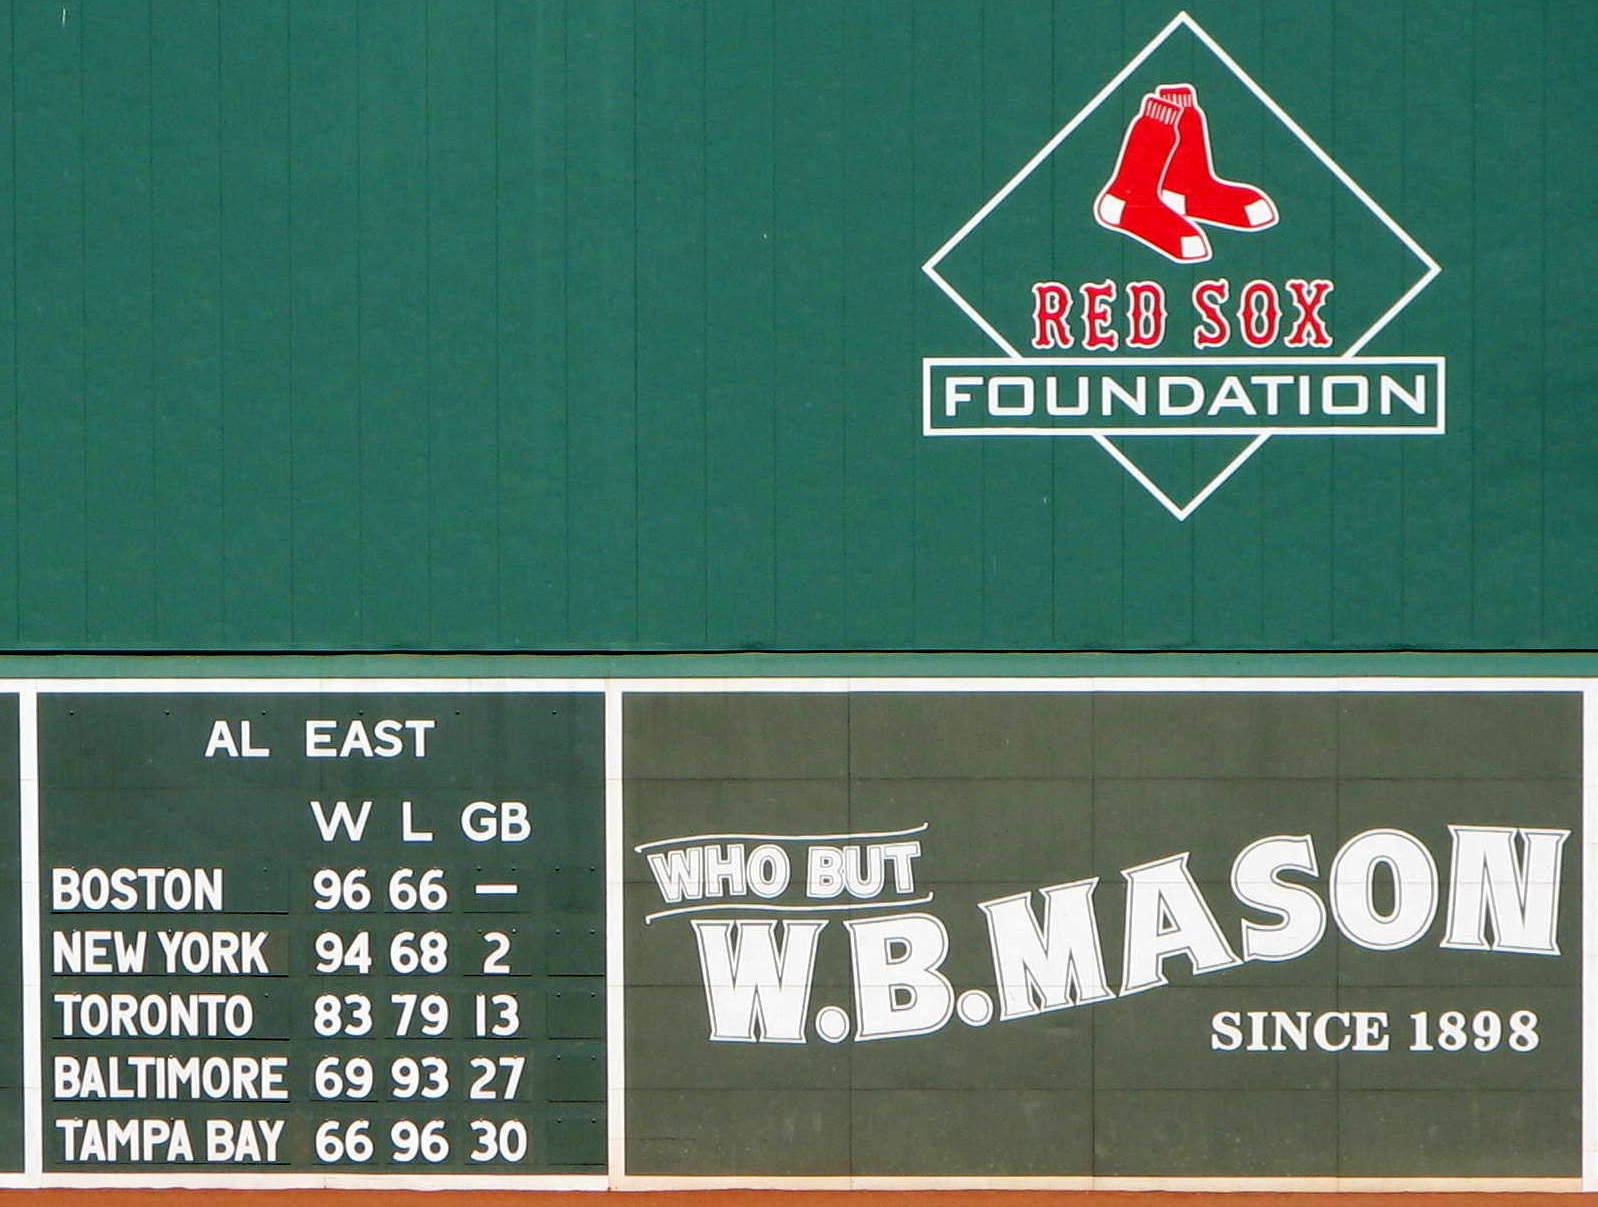 RED SOX
FOUNDATION
AL EAST
W L GB
BOSTON 96 66 —
NEW YORK 94 68 2
TORONTO 83 79 13
BALTIMORE 69 93 27
TAMPA BAY 66 96 30
WHO BUT
W.B.MASON
SINCE 1898